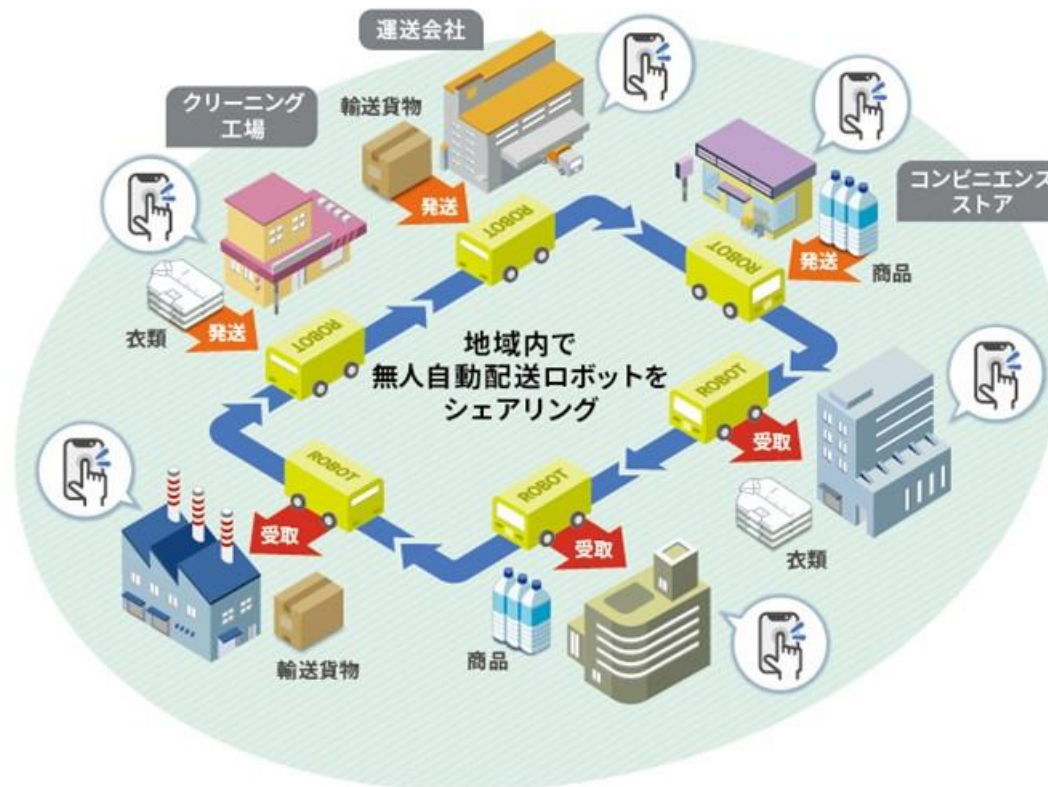 運送会社
クリーニング
工場
輸送貨物
発送
ROBOT
コンビニエンス
ストア
ROBOT
発送
商品
衣類
発送
ROBOT
地域内で
無人自動配送ロボットを
シェアリング
ROBOT
受取
ROBOT
受取
ROBOT
受取
衣類
輸送貨物
商品